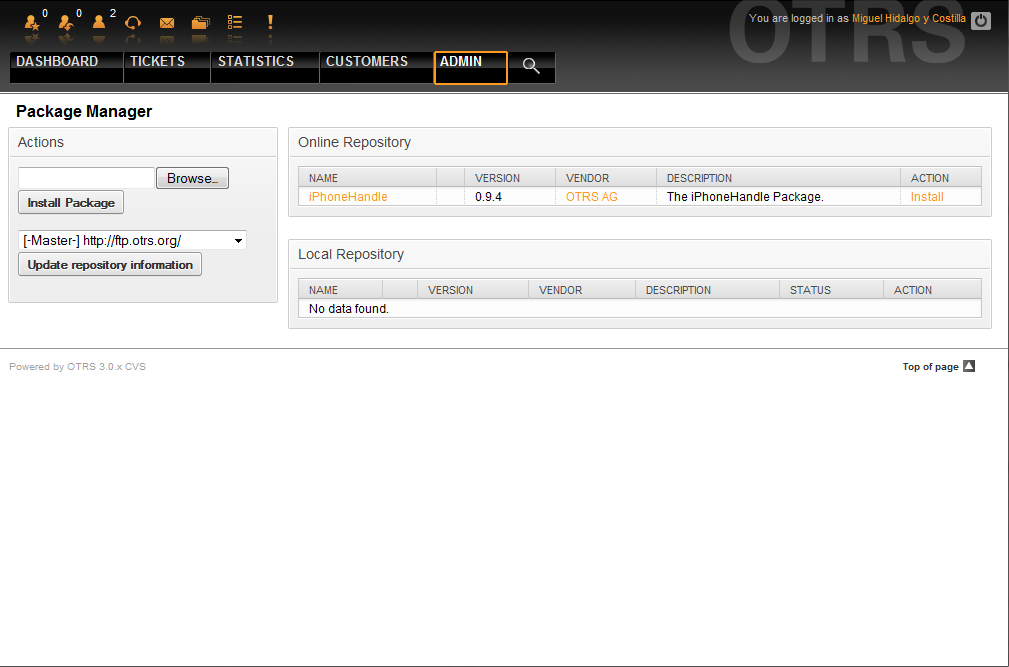 0 0 2
You are logged in as Miguel Hidalgo y Costilla
OTRS
DASHBOARD TICKETS STATISTICS CUSTOMERS ADMIN
Package Manager
Actions
Browse...
Install Package
[-Master-] http://ftp.otrs.org/
Update repository information
Online Repository
NAME VERSION VENDOR DESCRIPTION ACTION
iPhoneHandle 0.9.4 OTRS AG The iPhoneHandle Package. Install
Local Repository
NAME VERSION VENDOR DESCRIPTION STATUS ACTION
No data found.
Powered by OTRS 3.0.x CVS
Top of page